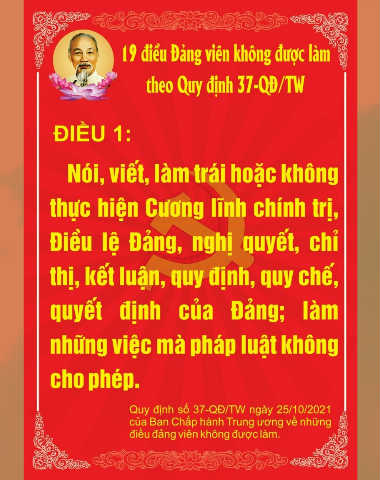 19 điều Đảng viên không được làm
theo Quy định 37-QĐ/TW
ĐIỀU 1:
Nói, viết, làm trái hoặc không
thực hiện Cương lĩnh chính trị,
Điều lệ Đảng, nghị quyết, chỉ
thị, kết luận, quy định, quy chế,
quyết định của Đảng; làm
những việc mà pháp luật không
cho phép.
Quy định số 37-QĐ/TW ngày 25/10/2021
của Ban Chấp hành Trung ương về những
điều đảng viên không được làm.